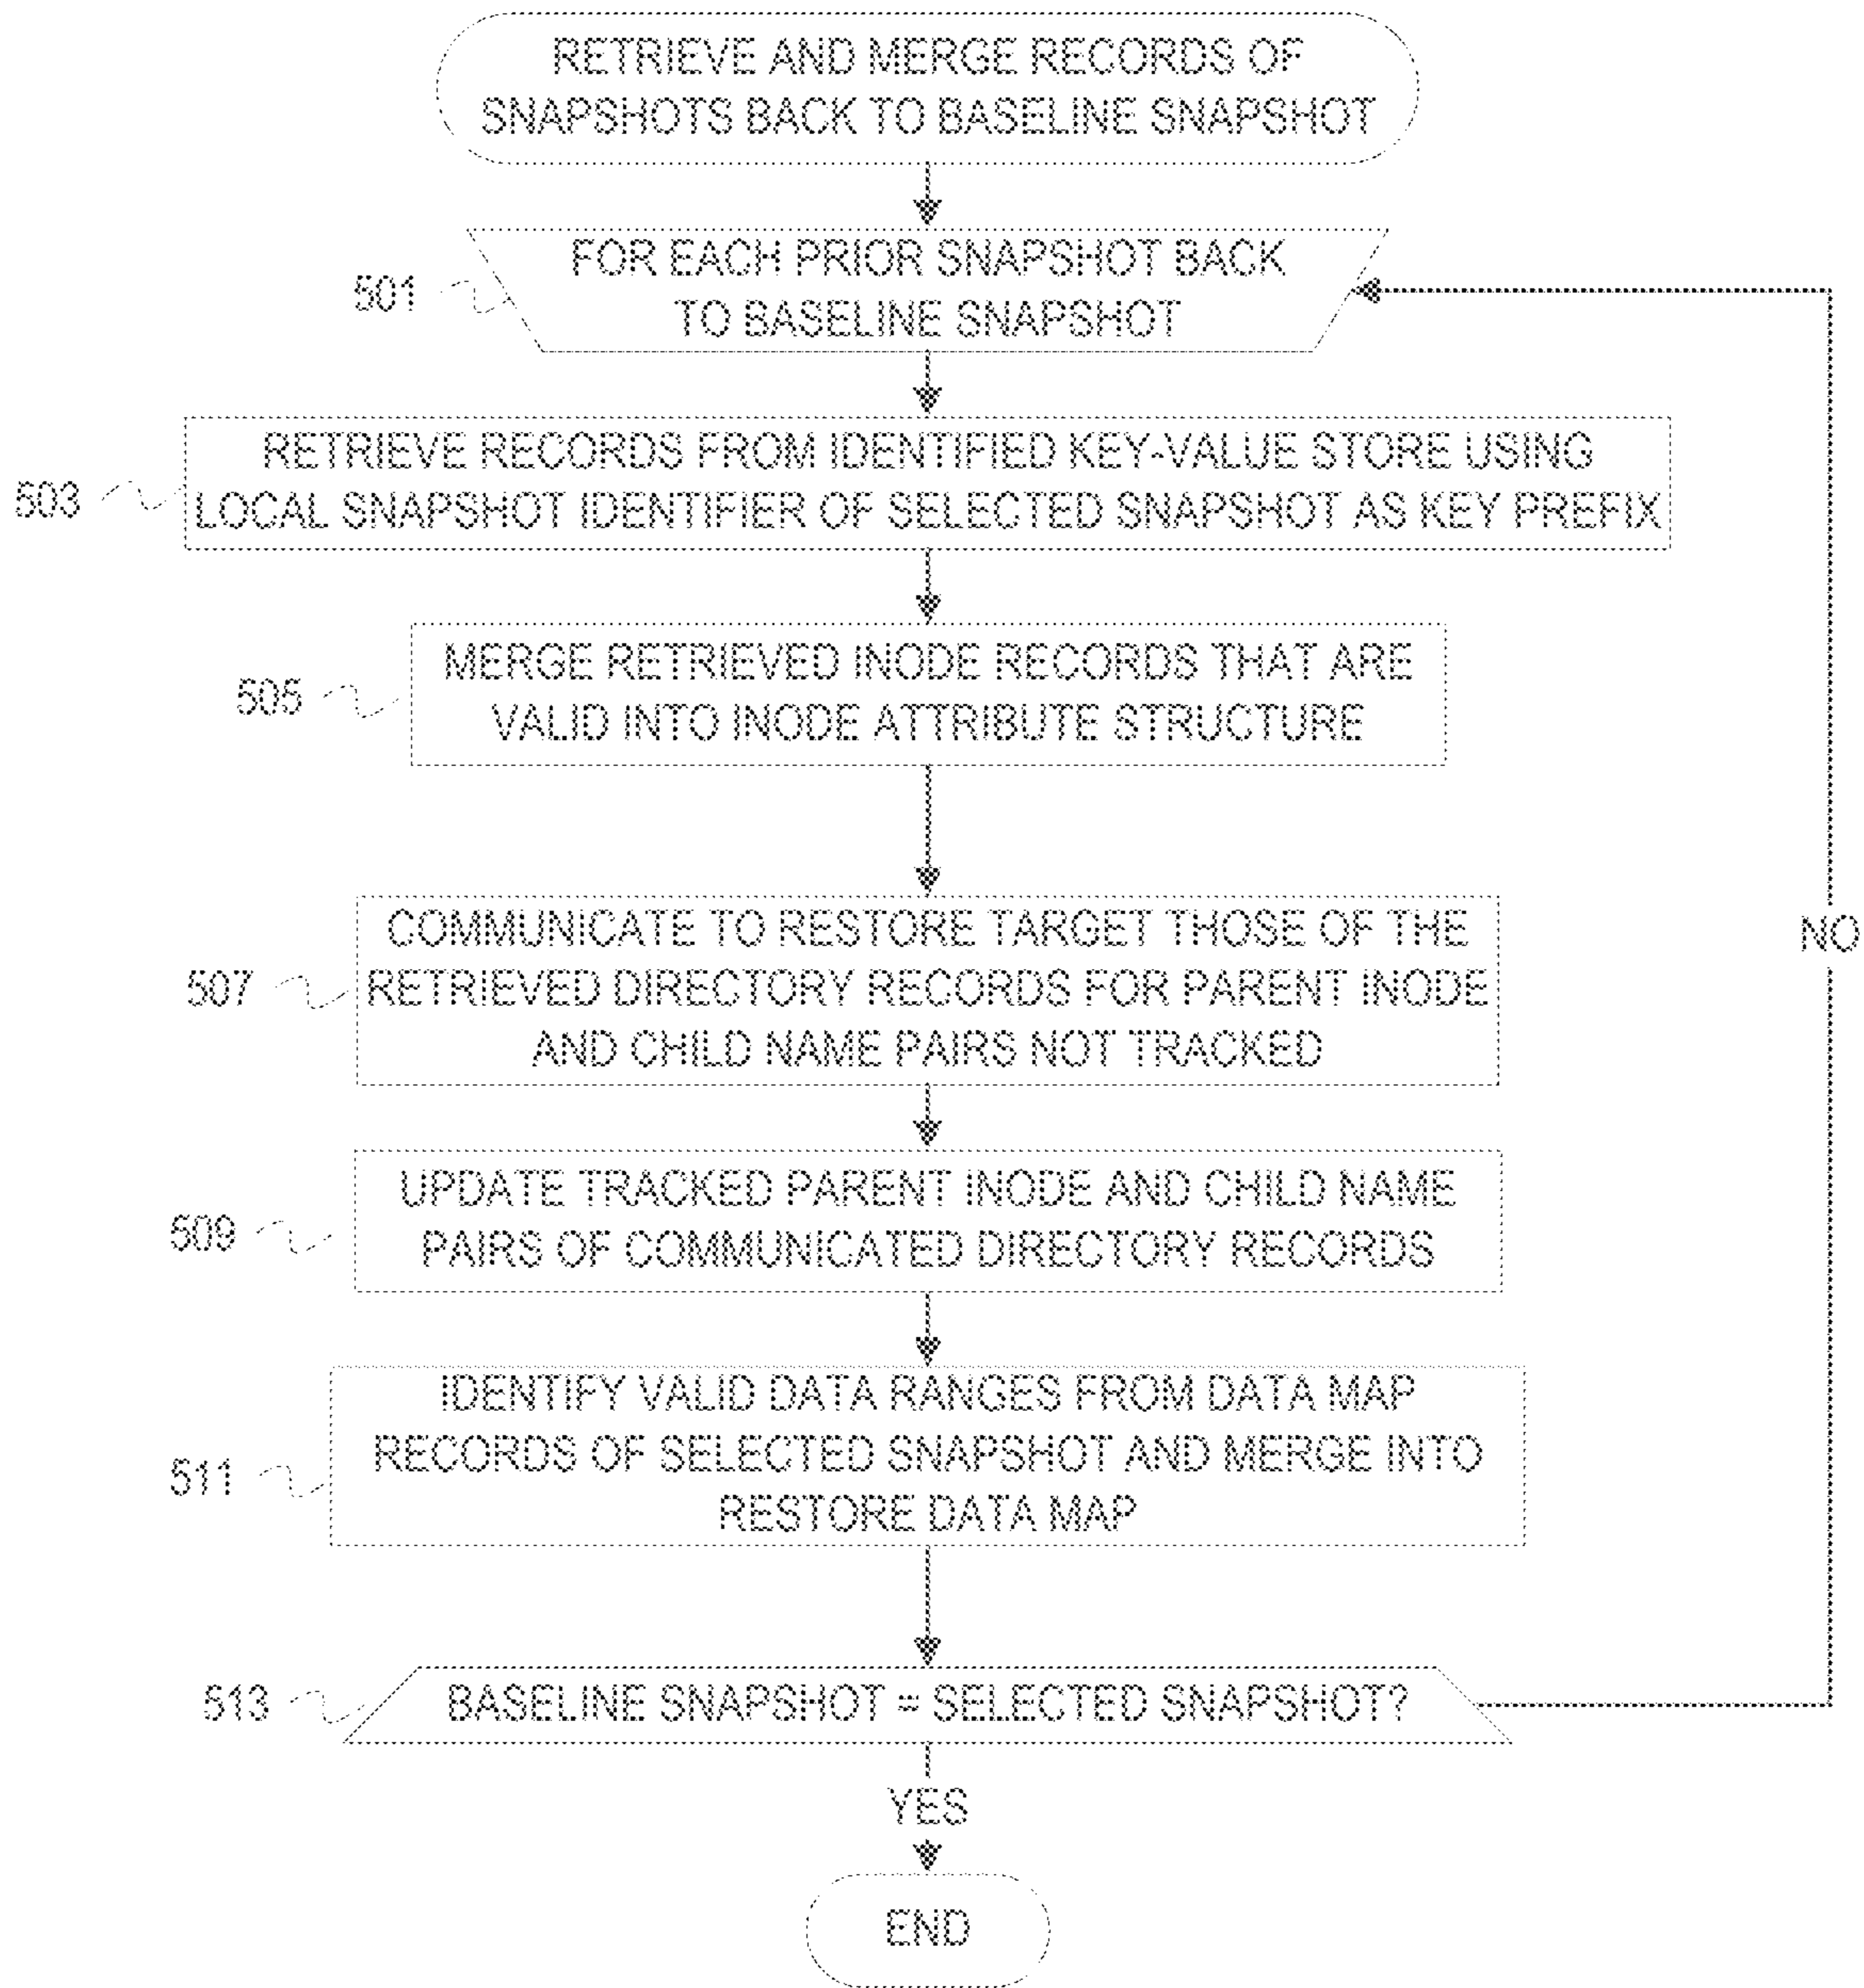 RETRIEVE AND MERGE RECORDS OF
SNAPSHOTS BACK TO BASELINE SNAPSHOT
501
FOR EACH PRIOR SNAPSHOT BACK
TO BASELINE SNAPSHOT
503
RETRIEVE RECORDS FROM IDENTIFIED KEY-VALUE STORE USING
LOCAL SNAPSHOT IDENTIFIER OF SELECTED SNAPSHOT AS KEY PREFIX
505
MERGE RETRIEVED INODE RECORDS THAT ARE
VALID INTO INODE ATTRIBUTE STRUCTURE
507
COMMUNICATE TO RESTORE TARGET THOSE OF THE
RETRIEVED DIRECTORY RECORDS FOR PARENT INODE
AND CHILD NAME PAIRS NOT TRACKED
NO
509
UPDATE TRACKED PARENT INODE AND CHILD NAME
PAIRS OF COMMUNICATED DIRECTORY RECORDS
511
IDENTIFY VALID DATA RANGES FROM DATA MAP
RECORDS OF SELECTED SNAPSHOT AND MERGE INTO
RESTORE DATA MAP
513
BASELINE SNAPSHOT = SELECTED SNAPSHOT?
YES
END